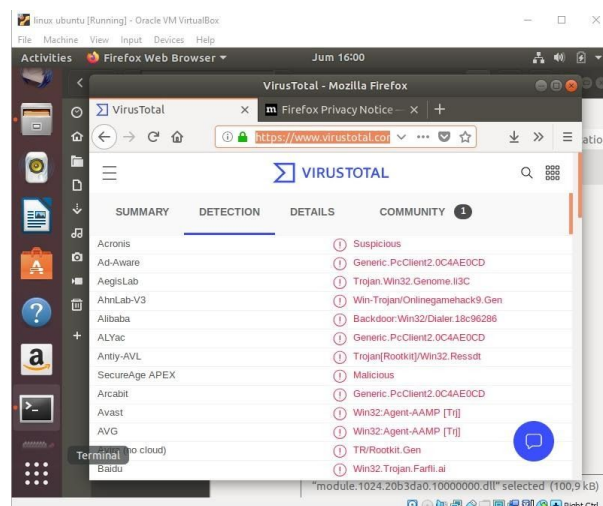 linux ubuntu [Running] - Oracle VM VirtualBox
File Machine View Input Devices Help
Activities Firefox Web Browser Jum 16:00
VirusTotal - Mozilla Firefox
VirusTotal Firefox Privacy Notice —
https://www.virustotal.com
VIRUSTOTAL
SUMMARY DETECTION DETAILS COMMUNITY 1
Acronis Suspicious
Ad-Aware Generic.PcClient2.0C4AE0CD
AegisLab Trojan.Win32.Genome.li3C
AhnLab-V3 Win-Trojan/Onlinegamehack9.Gen
Alibaba Backdoor:Win32/Dialer.18c96286
ALYac Generic.PcClient2.0C4AE0CD
Antiy-AVL Trojan[Rootkit]/Win32.Ressdt
SecureAge APEX Malicious
Arcabit Generic.PcClient2.0C4AE0CD
Avast Win32:Agent-AAMP [Trj]
AVG Win32:Agent-AAMP [Trj]
(no cloud) TR/Rootkit.Gen
Terminal
Baidu Win32.Trojan.Farfli.ai
"module.1024.20b3da0.10000000.dll" selected (100,9 kB)
Right Ctrl